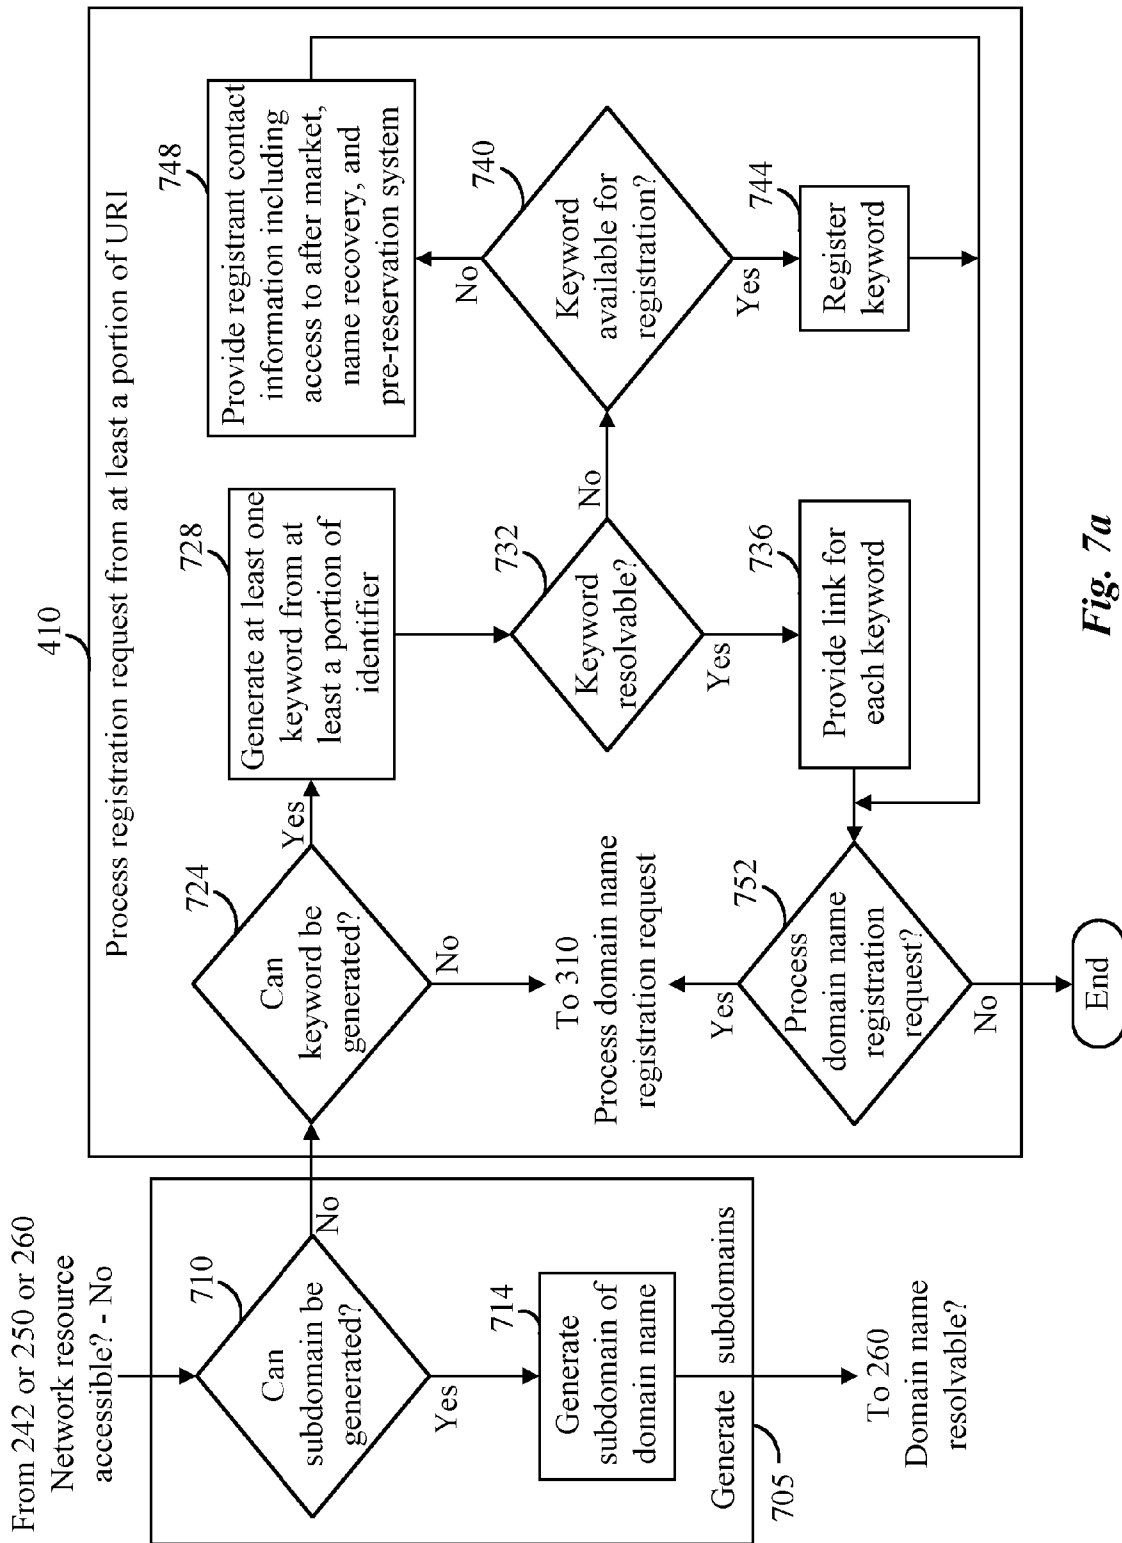 From 242 or 250 or 260
Network resource
accessible? - No
710
Can
subdomain be
generated?
No
Yes
714
Generate
subdomain of
domain name
Generate subdomains
705
To 260
Domain name
resolvable?
410
Process registration request from at least a portion of URI
724
Can
keyword be
generated?
Yes
No
To 310
Process domain name
registration request
728
Generate at least one
keyword from at
least a portion of
identifier
732
Keyword
resolvable?
No
Yes
736
Provide link for
each keyword
748
Provide registrant contact
information including
access to after market,
name recovery, and
pre-reservation system
740
No
Keyword
available for
registration?
Yes
744
Register
keyword
752
Yes
Process
domain name
registration
request?
No
End
Fig. 7a